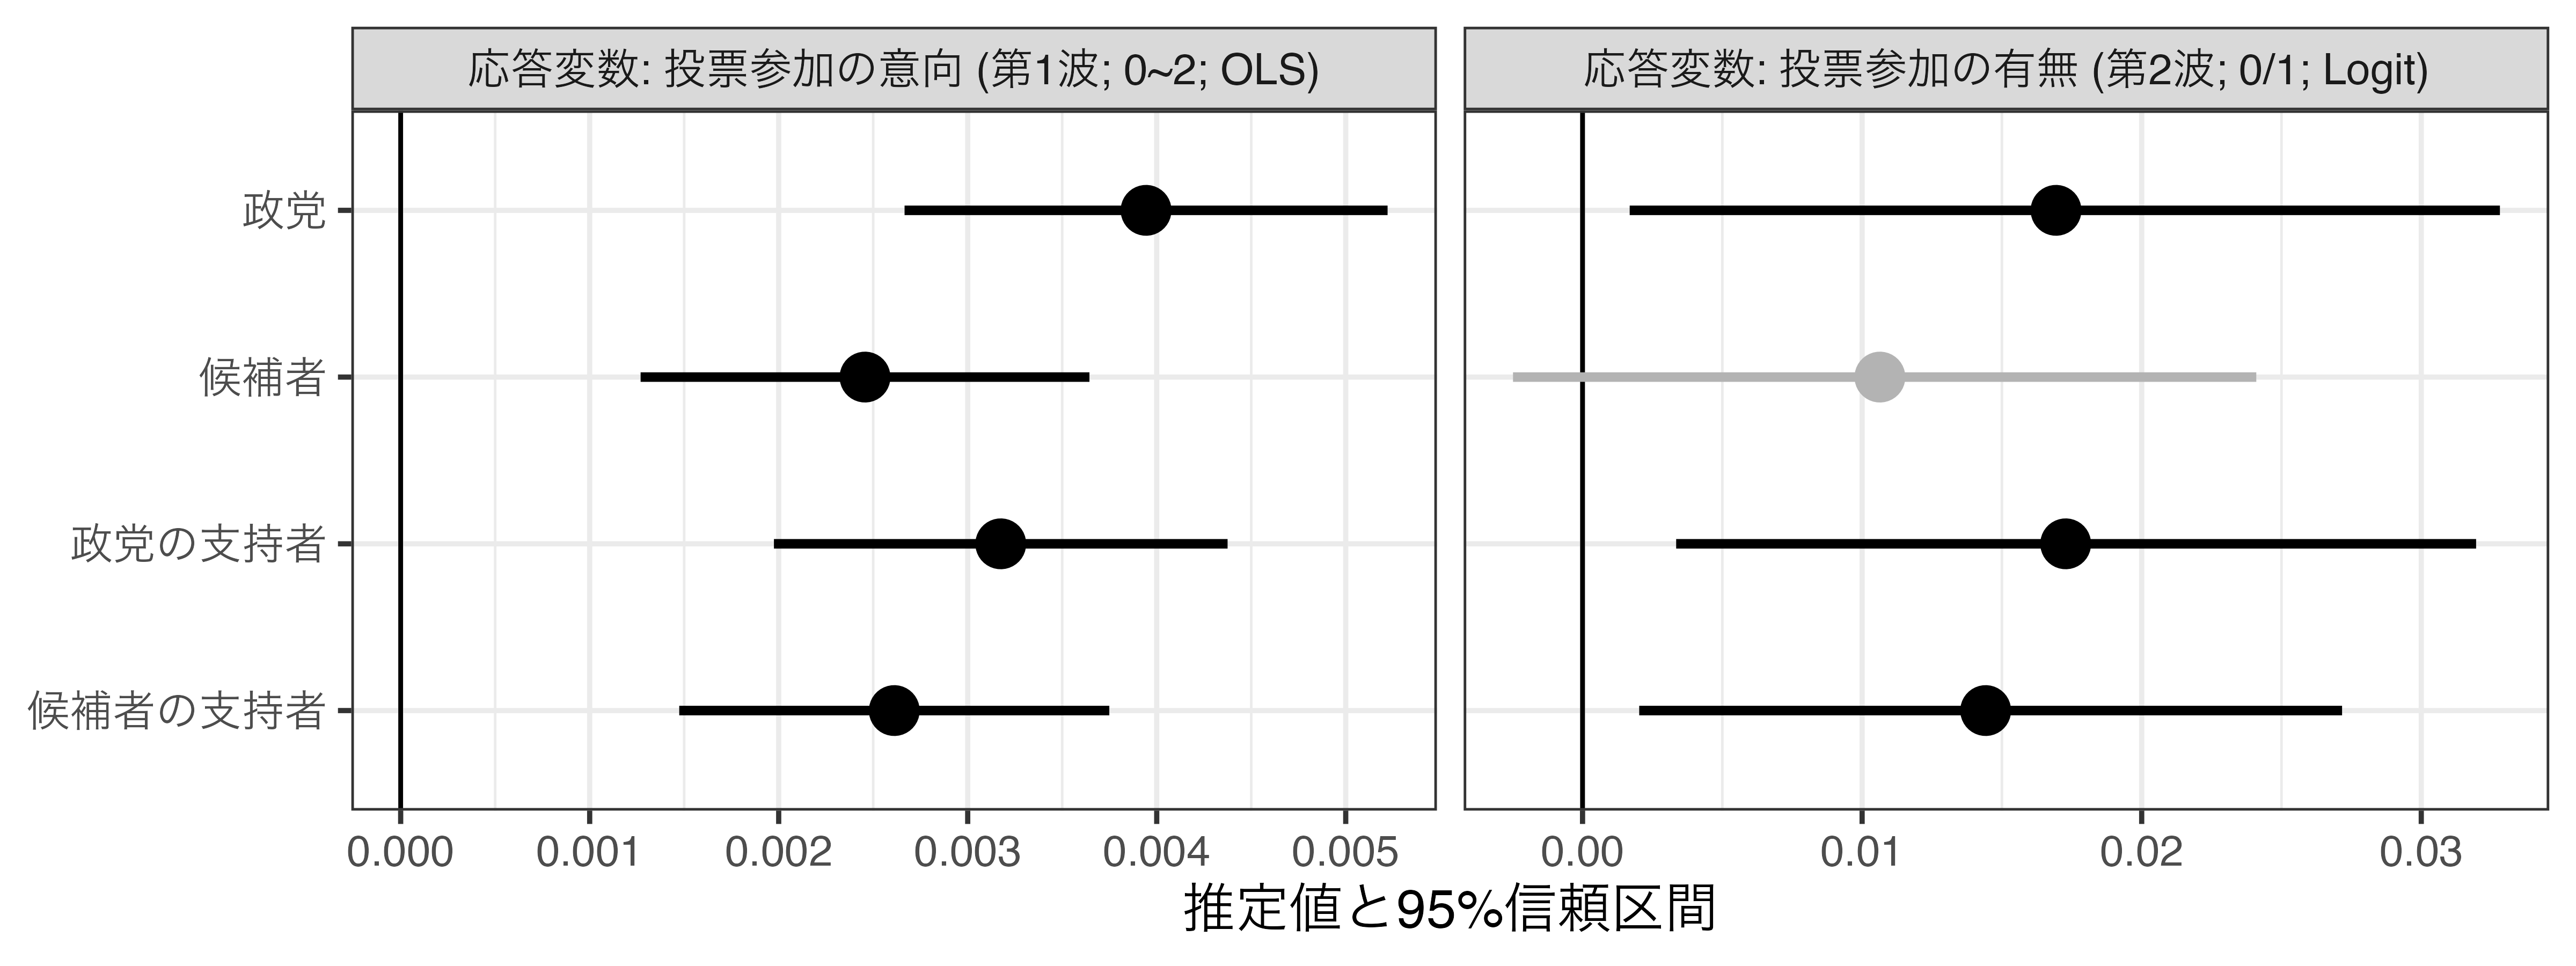 応答変数: 投票参加の意向 (第1波; 0~2; OLS)
応答変数: 投票参加の有無 (第2波; 0/1; Logit)
政党
候補者
政党の支持者
候補者の支持者
0.000 0.001 0.002 0.003 0.004 0.005
0.00 0.01 0.02 0.03
推定値と95%信頼区間